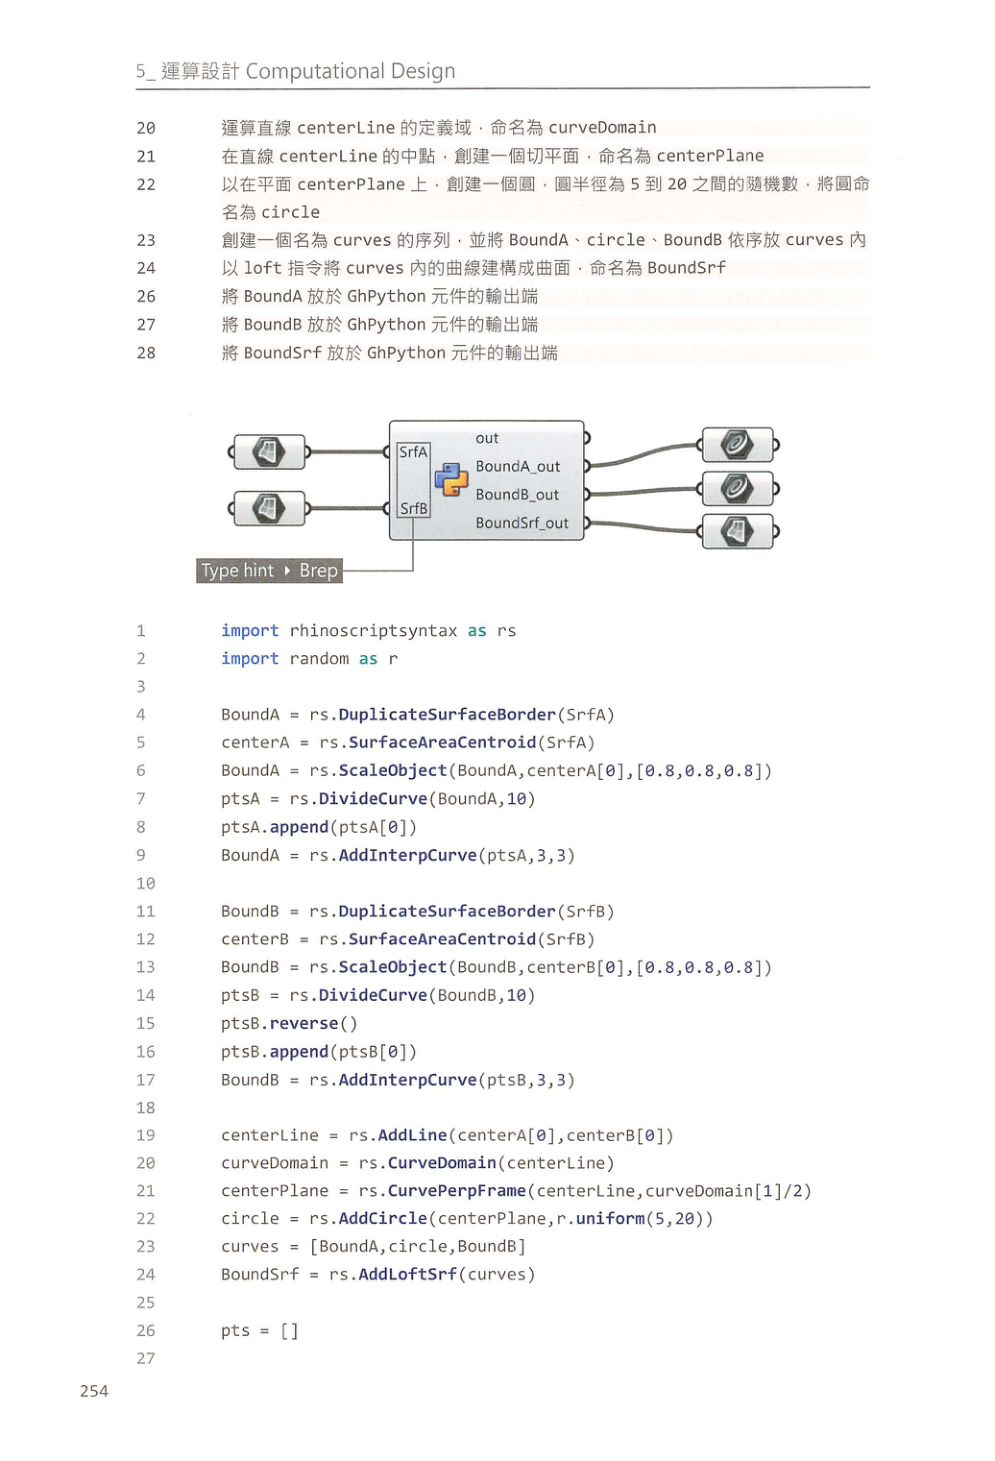 5_ 運算設計 Computational Design
20 運算直線 centerLine 的定義域，命名為 curveDomain
21 在直線 centerLine 的中點，創建一個切平面，命名為 centerPlane
22 以在平面 centerPlane 上，創建一個圓，圓半徑為 5 到 20 之間的隨機數，將圓命
名為 circle
23 創建一個名為 curves 的序列，並將 BoundA、circle、BoundB 依序放 curves 內
24 以 loft 指令將 curves 內的曲線建構成曲面，命名為 BoundSrf
26 將 BoundA 放於 GhPython 元件的輸出端
27 將 BoundB 放於 GhPython 元件的輸出端
28 將 BoundSrf 放於 GhPython 元件的輸出端
out
SrfA
BoundA_out
BoundB_out
SrfB
BoundSrf_out
Type hint ▸ Brep
1 import rhinoscriptsyntax as rs
2 import random as r
3
4 BoundA = rs.DuplicateSurfaceBorder(SrfA)
5 centerA = rs.SurfaceAreaCentroid(SrfA)
6 BoundA = rs.ScaleObject(BoundA,centerA[0],[0.8,0.8,0.8])
7 ptsA = rs.DivideCurve(BoundA,10)
8 ptsA.append(ptsA[0])
9 BoundA = rs.AddInterpCurve(ptsA,3,3)
10
11 BoundB = rs.DuplicateSurfaceBorder(SrfB)
12 centerB = rs.SurfaceAreaCentroid(SrfB)
13 BoundB = rs.ScaleObject(BoundB,centerB[0],[0.8,0.8,0.8])
14 ptsB = rs.DivideCurve(BoundB,10)
15 ptsB.reverse()
16 ptsB.append(ptsB[0])
17 BoundB = rs.AddInterpCurve(ptsB,3,3)
18
19 centerLine = rs.AddLine(centerA[0],centerB[0])
20 curveDomain = rs.CurveDomain(centerLine)
21 centerPlane = rs.CurvePerpFrame(centerLine,curveDomain[1]/2)
22 circle = rs.AddCircle(centerPlane,r.uniform(5,20))
23 curves = [BoundA,circle,BoundB]
24 BoundSrf = rs.AddLoftSrf(curves)
25
26 pts = []
27
254